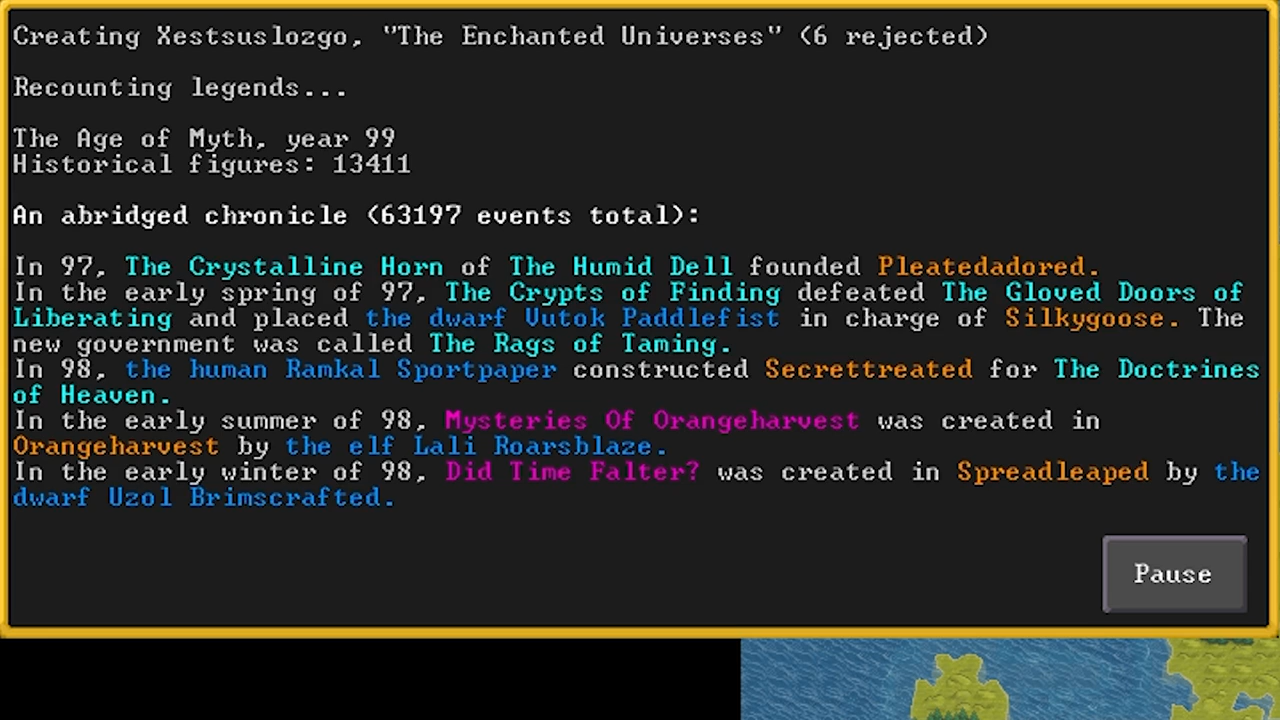 Creating Xestsuslozgo, "The Enchanted Universes" (6 rejected)
Recounting legends...
The Age of Myth, year 99
Historical figures: 13411
An abridged chronicle (63197 events total):
In 97, The Crystalline Horn of The Humid Dell founded Pleatedadored.
In the early spring of 97, The Crypts of Finding defeated The Gloved Doors of
Liberating and placed the dwarf Vutok Paddlefist in charge of Silkygoose. The
new government was called The Rags of Taming.
In 98, the human Ramkal Sportpaper constructed Secrettreated for The Doctrines
of Heaven.
In the early summer of 98, Mysteries Of Orangeharvest was created in
Orangeharvest by the elf Lali Roarsblaze.
In the early winter of 98, Did Time Falter? was created in Spreadleaped by the
dwarf Uzol Brimscrafted.
Pause